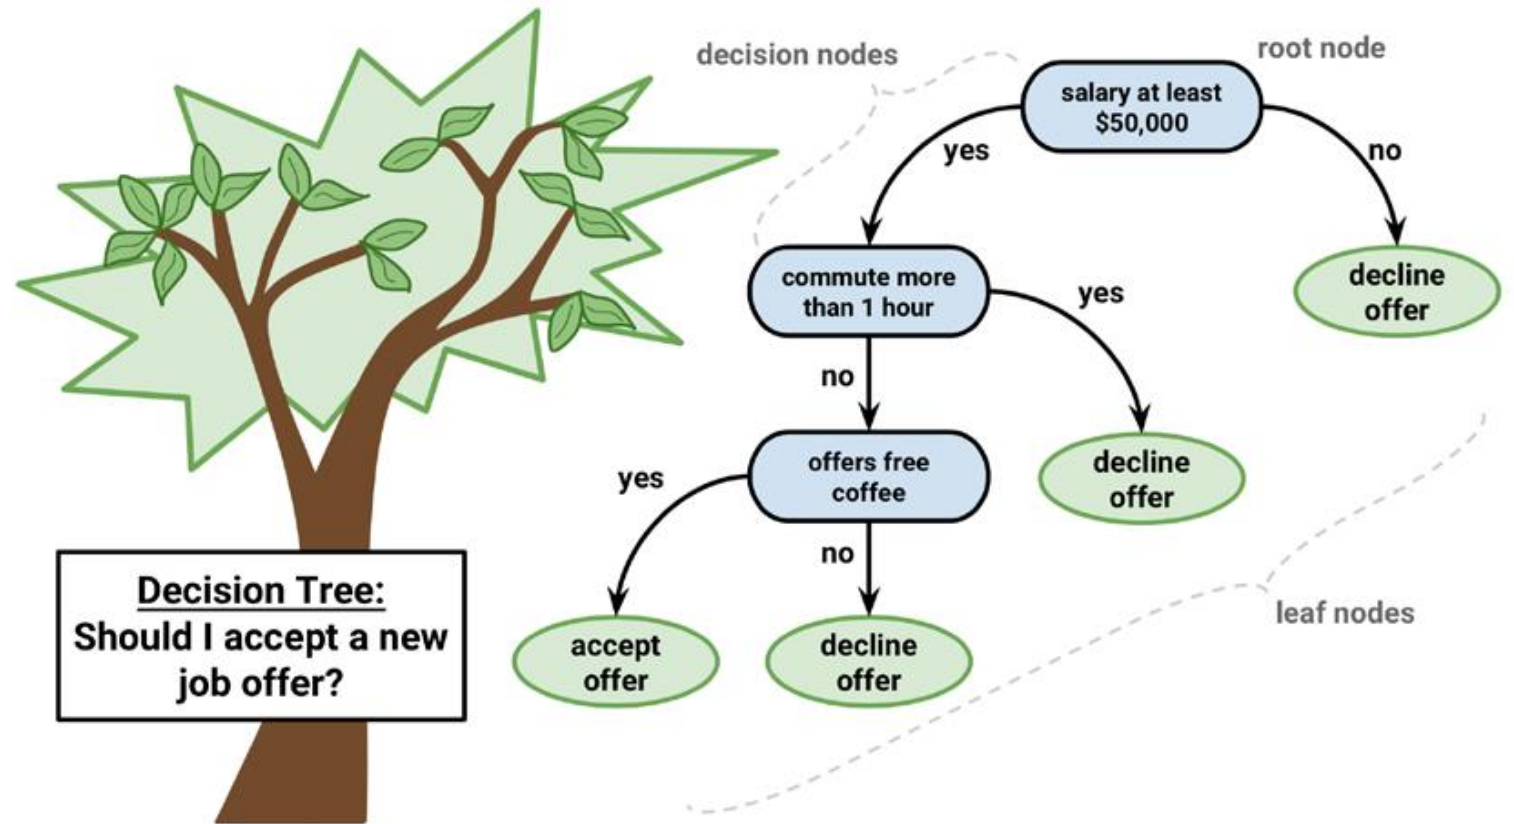 decision nodes
root node
salary at least
$50,000
yes
no
commute more
than 1 hour
yes
decline
offer
no
offers free
coffee
decline
offer
yes
no
accept
offer
decline
offer
leaf nodes
Decision Tree:
Should I accept a new
job offer?